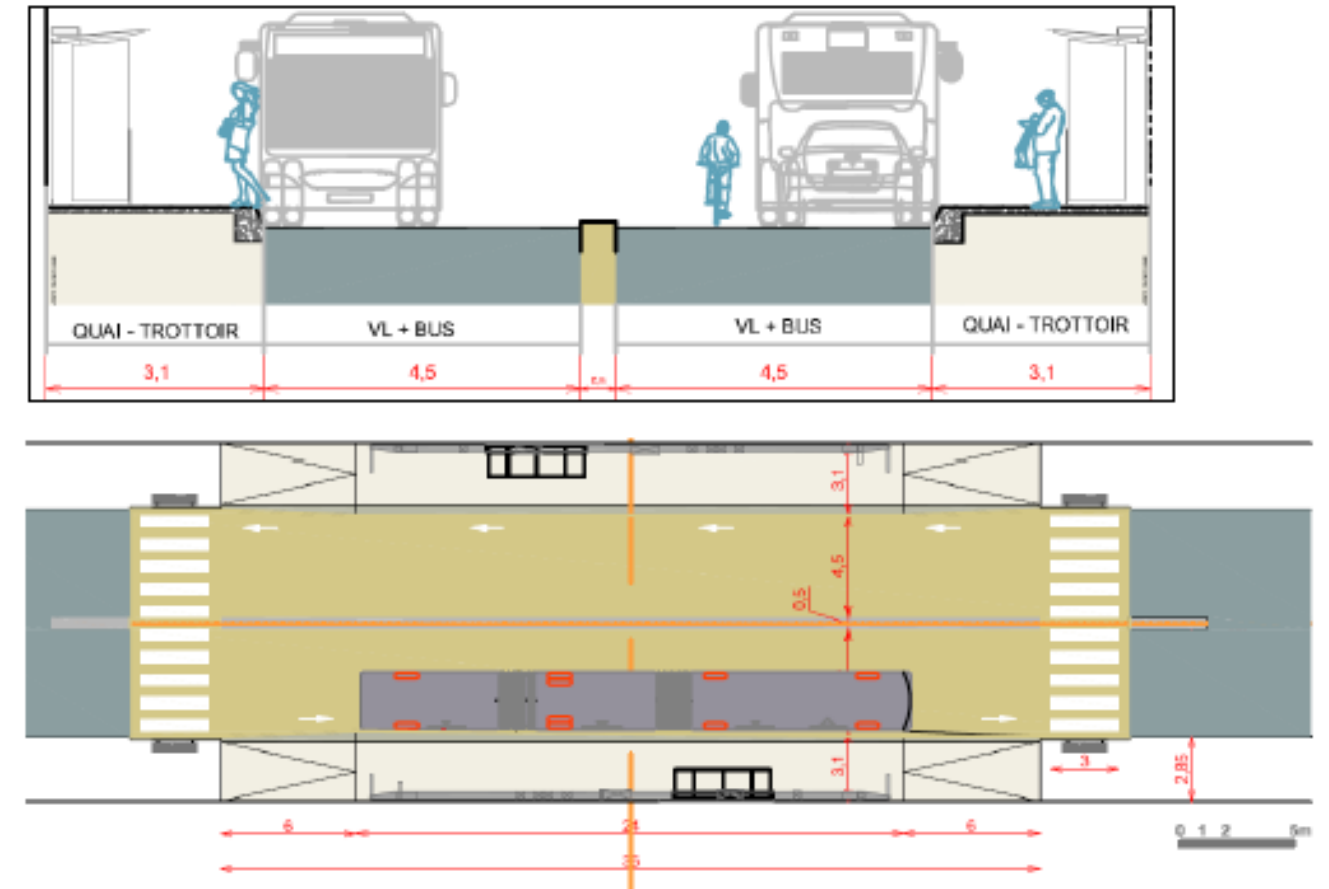 QUAI - TROTTOIR
VL + BUS
VL + BUS
QUAI - TROTTOIR
3,1
4,5
4,5
3,1
3,1
4,5
0,5
3,1
3
2,85
6
24
6
0 1 2 5m